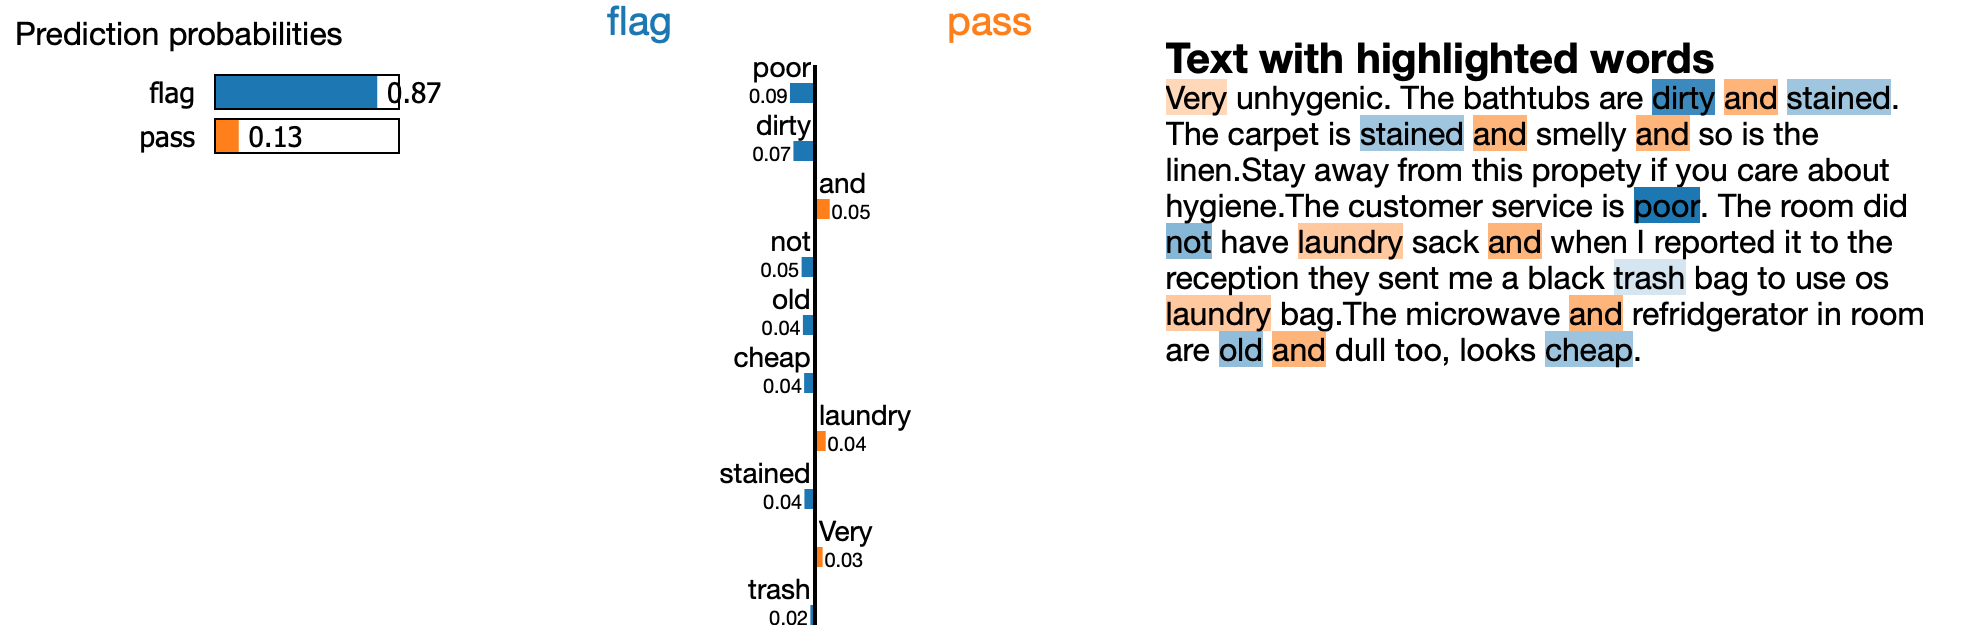 Prediction probabilities
flag 0.87
pass 0.13
flag pass
poor
0.09
dirty
0.07
and
0.05
not
0.05
old
0.04
cheap
0.04
laundry
0.04
stained
0.04
Very
0.03
trash
0.02
Text with highlighted words
Very unhygenic. The bathtubs are dirty and stained.
The carpet is stained and smelly and so is the
linen.Stay away from this propety if you care about
hygiene.The customer service is poor. The room did
not have laundry sack and when I reported it to the
reception they sent me a black trash bag to use os
laundry bag.The microwave and refridgerator in room
are old and dull too, looks cheap.